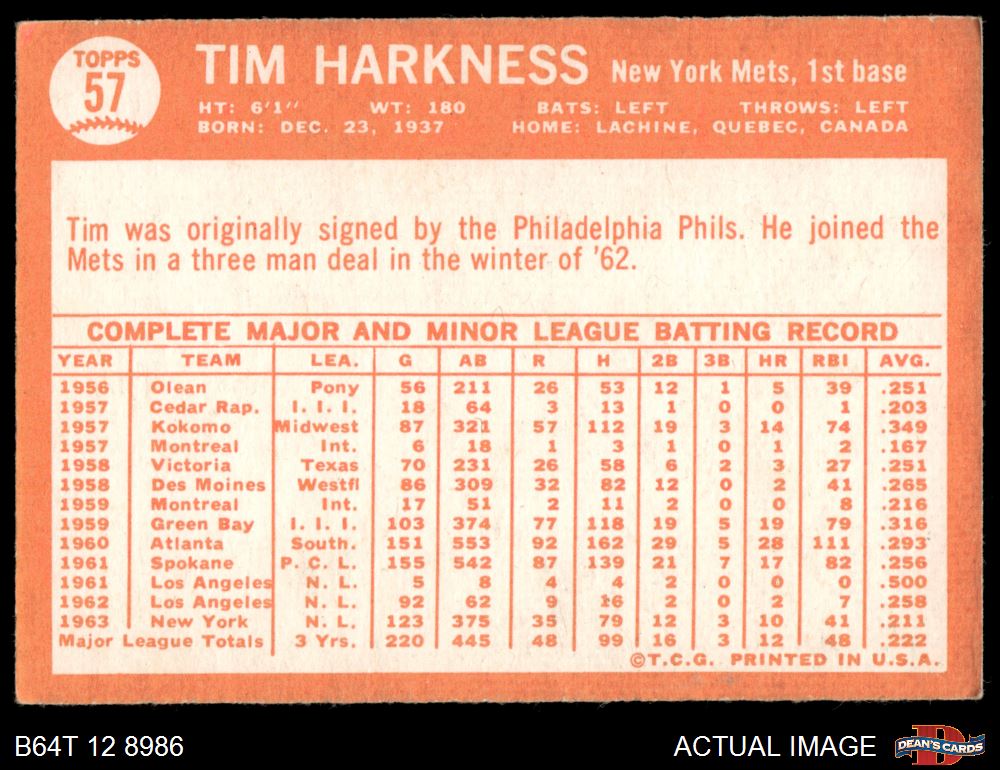 TOPPS
57
TIM HARKNESS New York Mets, 1st base
HT: 6'1" WT: 180 BATS: LEFT THROWS: LEFT
BORN: DEC. 23, 1937 HOME: LACHINE, QUEBEC, CANADA
Tim was originally signed by the Philadelphia Phils. He joined the
Mets in a three man deal in the winter of '62.
COMPLETE MAJOR AND MINOR LEAGUE BATTING RECORD
YEAR TEAM LEA. G AB R H 2B 3B HR RBI AVG.
1956 Olean Pony 56 211 26 53 12 1 5 39 .251
1957 Cedar Rap. I. I. I. 18 64 3 13 1 0 0 1 .203
1957 Kokomo Midwest 87 321 57 112 19 3 14 74 .349
1957 Montreal Int. 6 18 1 3 1 0 1 2 .167
1958 Victoria Texas 70 231 26 58 6 2 3 27 .251
1958 Des Moines Westfl 86 309 32 82 12 0 2 41 .265
1959 Montreal Int. 17 51 2 11 2 0 0 8 .216
1959 Green Bay I. I. I. 103 374 77 118 19 5 19 79 .316
1960 Atlanta South. 151 553 92 162 29 5 28 111 .293
1961 Spokane P. C. L. 155 542 87 139 21 7 17 82 .256
1961 Los Angeles N. L. 5 8 4 4 2 0 0 0 .500
1962 Los Angeles N. L. 92 62 9 16 2 0 2 7 .258
1963 New York N. L. 123 375 35 79 12 3 10 41 .211
Major League Totals 3 Yrs. 220 445 48 99 16 3 12 48 .222
©T.C.G. PRINTED IN U.S.A.
B64T 12 8986 ACTUAL IMAGE DEAN'S CARDS